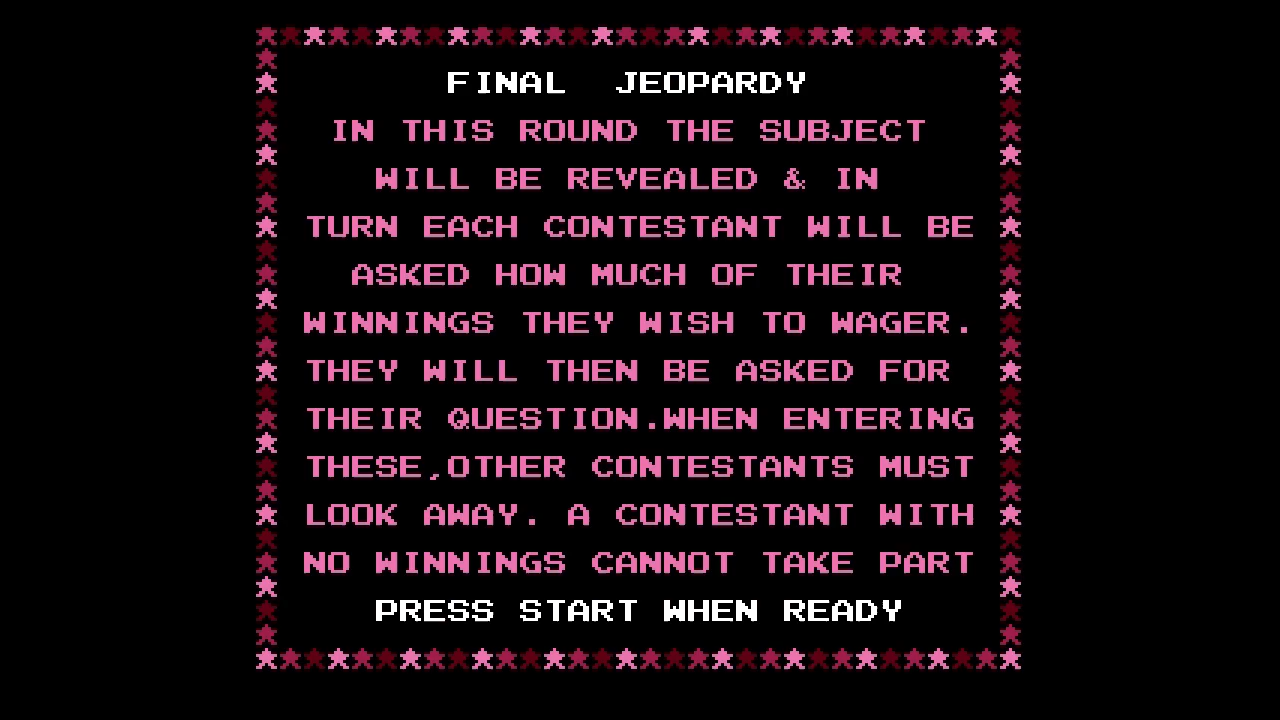 FINAL JEOPARDY
IN THIS ROUND THE SUBJECT
WILL BE REVEALED & IN
TURN EACH CONTESTANT WILL BE
ASKED HOW MUCH OF THEIR
WINNINGS THEY WISH TO WAGER.
THEY WILL THEN BE ASKED FOR
THEIR QUESTION.WHEN ENTERING
THESE,OTHER CONTESTANTS MUST
LOOK AWAY. A CONTESTANT WITH
NO WINNINGS CANNOT TAKE PART
PRESS START WHEN READY